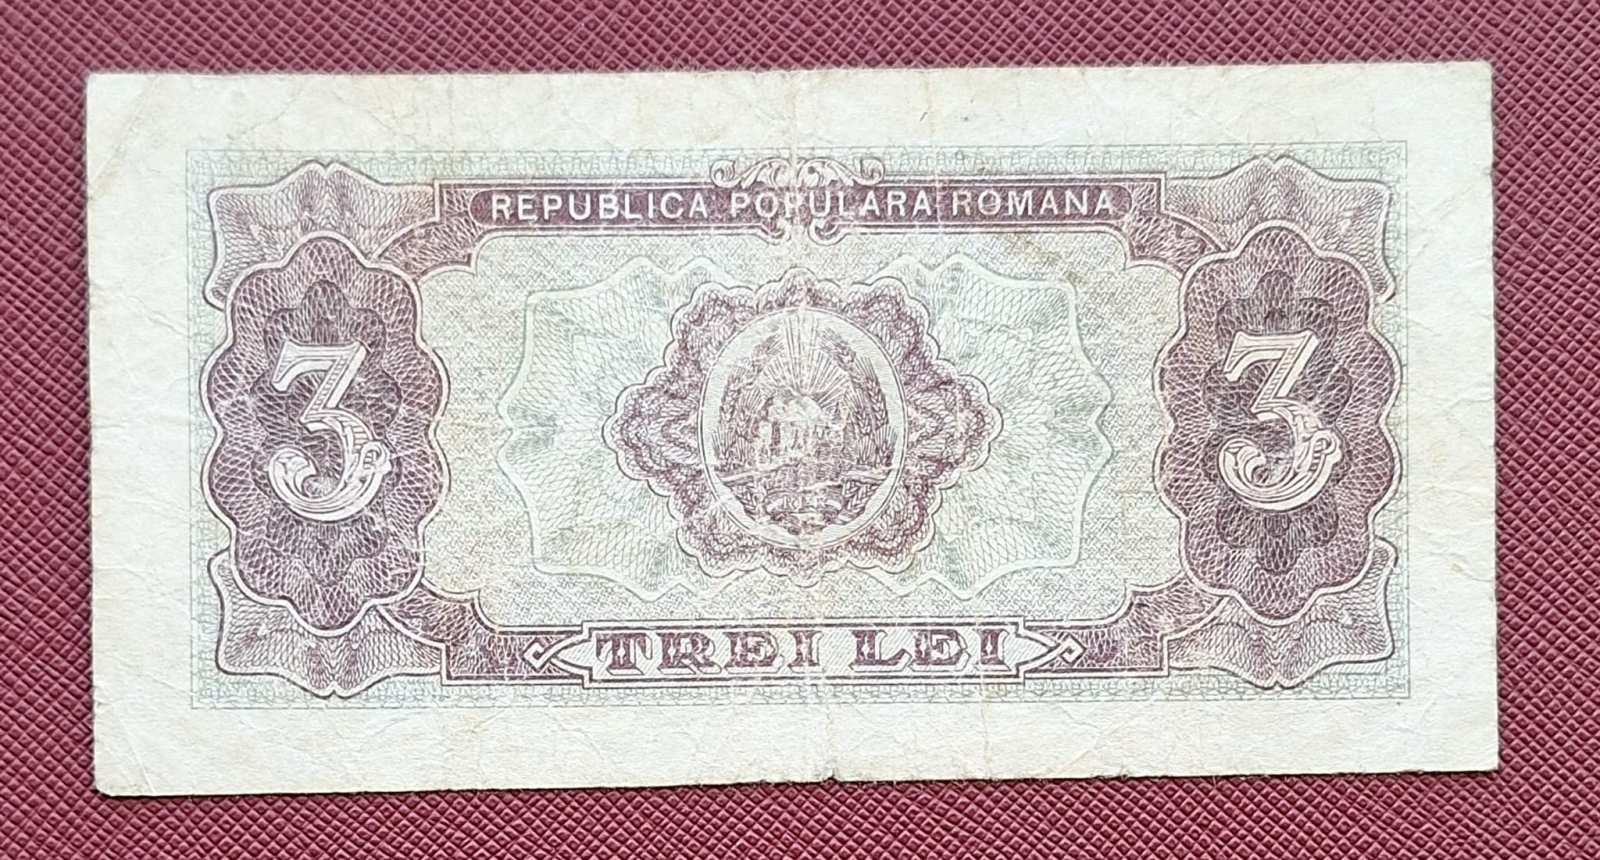 REPUBLICA POPULARA ROMANA
3 3
TREI LEI